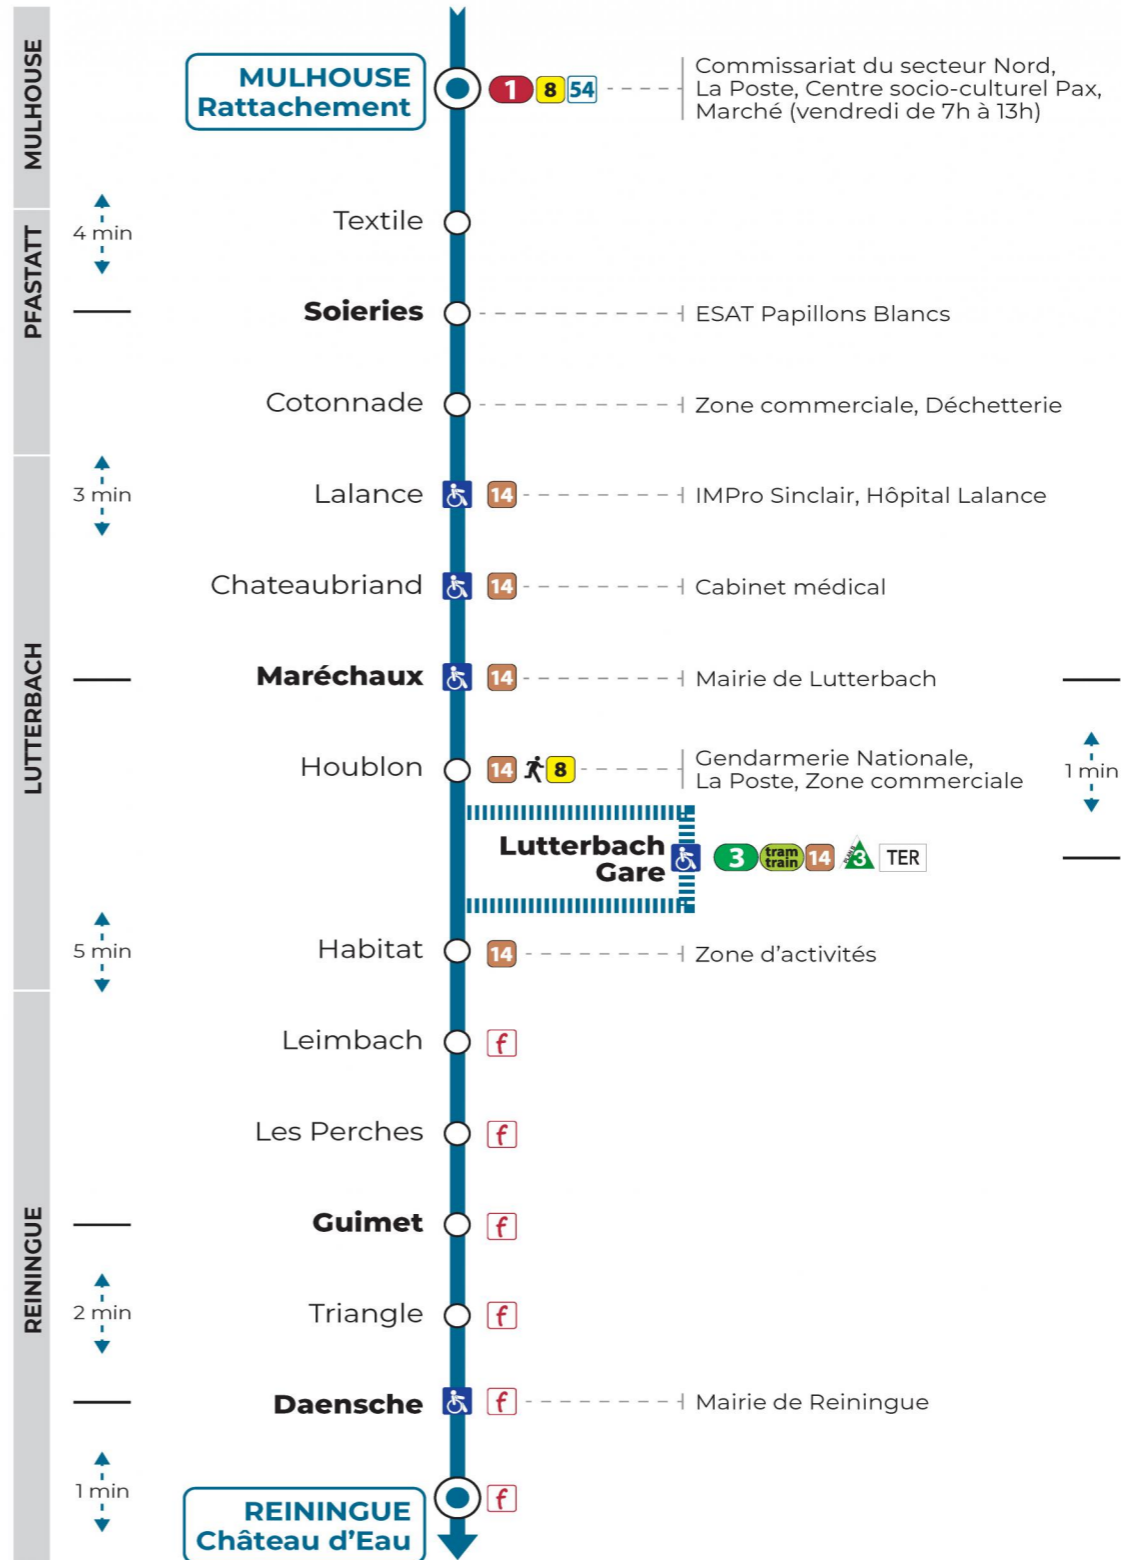 MULHOUSE
MULHOUSE
Rattachement
1 8 54
Commissariat du secteur Nord,
La Poste, Centre socio-culturel Pax,
Marché (vendredi de 7h à 13h)
PFASTATT
4 min
Textile
Soieries
ESAT Papillons Blancs
Cotonnade
Zone commerciale, Déchetterie
LUTTERBACH
3 min
Lalance
14
IMPro Sinclair, Hôpital Lalance
Chateaubriand
14
Cabinet médical
Maréchaux
14
Mairie de Lutterbach
Houblon
14 8
Gendarmerie Nationale,
La Poste, Zone commerciale
1 min
Lutterbach
Gare
3 tram train 14 3 TER
5 min
Habitat
14
Zone d'activités
REININGUE
Leimbach
f
Les Perches
f
Guimet
f
2 min
Triangle
f
Daensche
f
Mairie de Reiningue
1 min
REININGUE
Château d'Eau
f